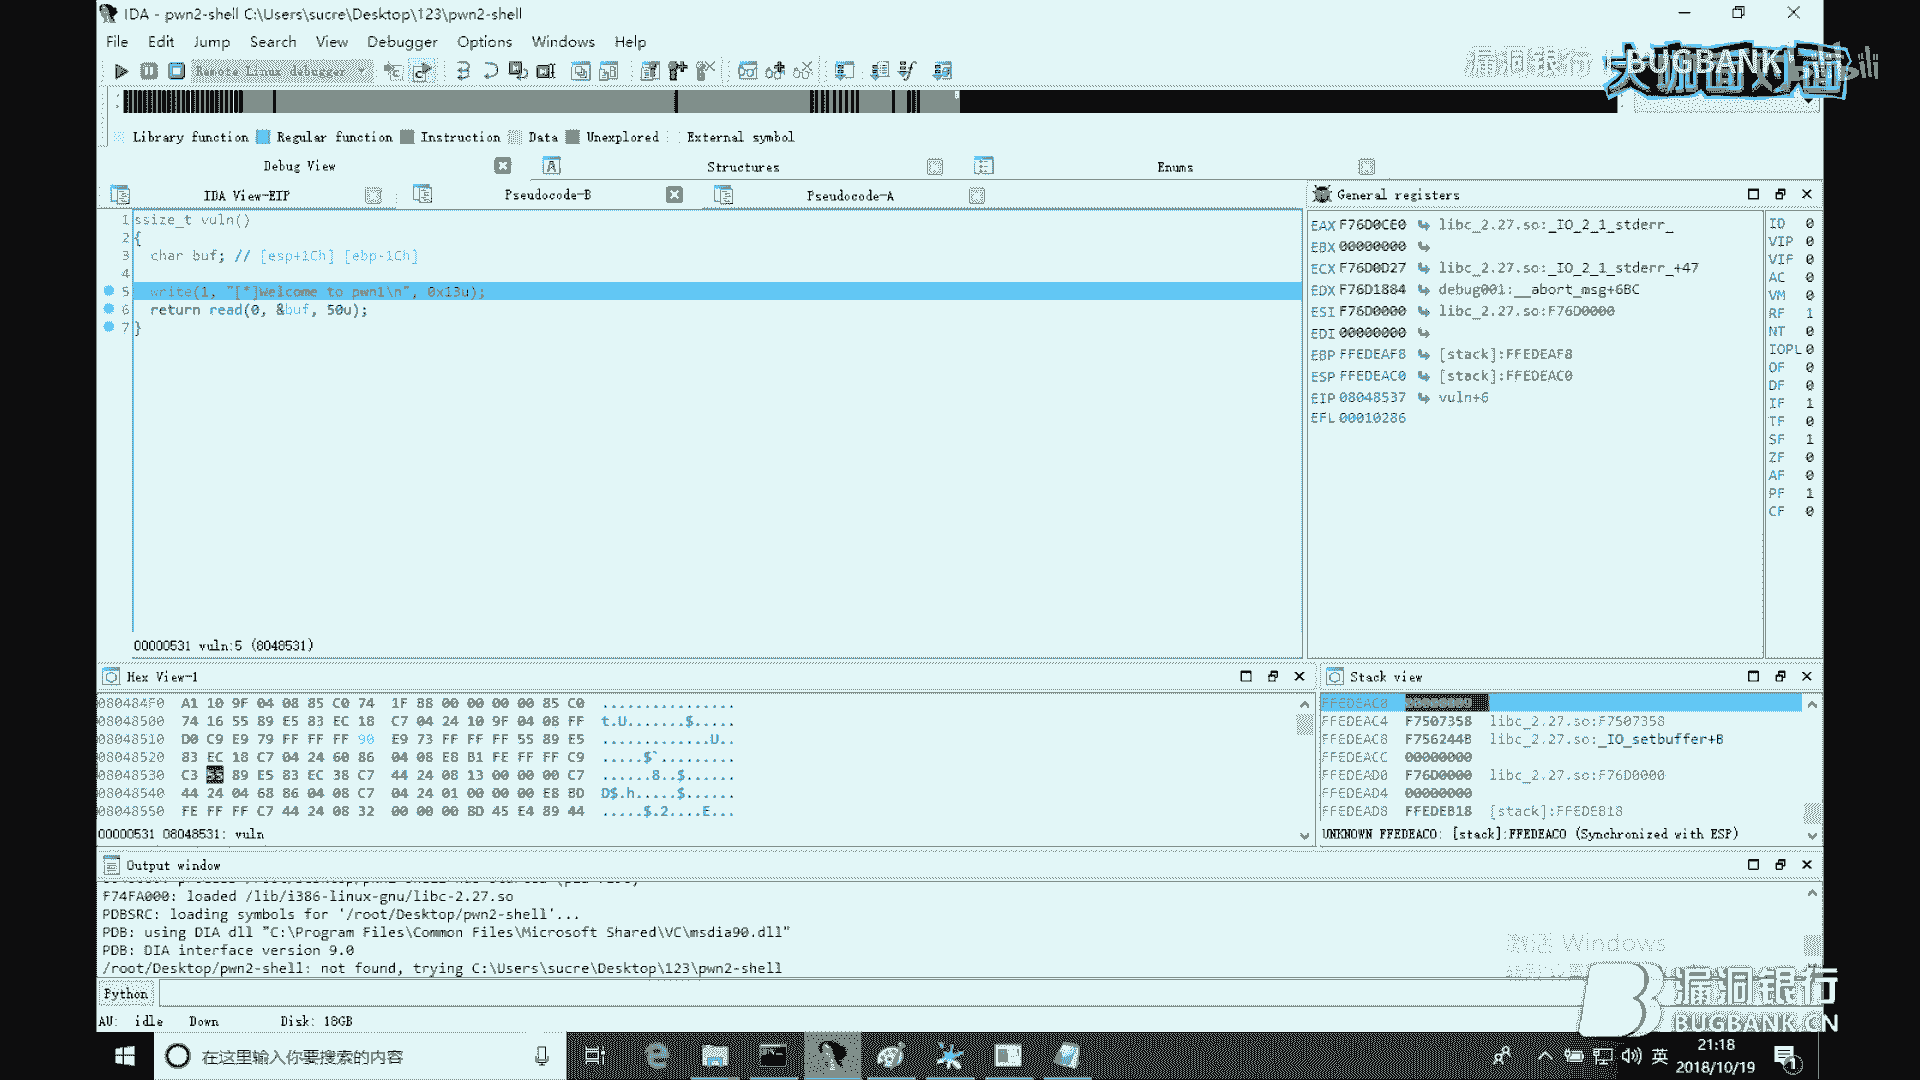 IDA - pwn2-shell C:\Users\sucre\Desktop\123\pwn2-shell
File Edit Jump Search View Debugger Options Windows Help
Remote Linux debugger
漏洞银行 BUGBANK
大咖面对面
Library function Regular function Instruction Data Unexplored External symbol
Debug View Structures Enums
IDA View-EIP Pseudocode-B Pseudocode-A
1 ssize_t vuln()
2 {
3 char buf; // [esp+1Ch] [ebp-1Ch]
4
5 write(1, "[*]Welcome to pwn1\n", 0x13u);
6 return read(0, &buf, 50u);
7 }
00000531 vuln:5 (8048531)
General registers
EAX F76D0CE0 libc_2.27.so:_IO_2_1_stderr_
EBX 00000000
ECX F76D0D27 libc_2.27.so:_IO_2_1_stderr_+47
EDX F76D1884 debug001:__abort_msg+6BC
ESI F76D0000 libc_2.27.so:F76D0000
EDI 00000000
EBP FFEDEAF8 [stack]:FFEDEAF8
ESP FFEDEAC0 [stack]:FFEDEAC0
EIP 08048537 vuln+6
EFL 00010286
ID 0
VIP 0
VIF 0
AC 0
VM 0
RF 1
NT 0
IOPL 0
OF 0
DF 0
IF 1
TF 0
SF 1
ZF 0
AF 0
PF 1
CF 0
Hex View-1
080484F0 A1 10 9F 04 08 85 C0 74 1F B8 00 00 00 00 85 C0 ................
08048500 74 16 55 89 E5 83 EC 18 C7 04 24 10 9F 04 08 FF t.U.......$.....
08048510 D0 C9 E9 79 FF FF FF 90 E9 73 FF FF FF 55 89 E5 .............U..
08048520 83 EC 18 C7 04 24 60 86 04 08 E8 B1 FE FF FF C9 .....$`.........
08048530 C3 55 89 E5 83 EC 38 C7 44 24 08 13 00 00 00 C7 ......8..$......
08048540 44 24 04 68 86 04 08 C7 04 24 01 00 00 00 E8 BD D$.h.....$......
08048550 FE FF FF C7 44 24 08 32 00 00 00 8D 45 E4 89 44 .....$.2....E...
00000531 08048531: vuln
Stack view
FFEDEAC4 F7507358 libc_2.27.so:F7507358
FFEDEAC8 F756244B libc_2.27.so:_IO_setbuffer+B
FFEDEACC 00000000
FFEDEAD0 F76D0000 libc_2.27.so:F76D0000
FFEDEAD4 00000000
FFEDEAD8 FFEDEB18 [stack]:FFEDEB18
UNKNOWN FFEDEAC0: [stack]:FFEDEAC0 (Synchronized with ESP)
Output window
F74FA000: loaded /lib/i386-linux-gnu/libc-2.27.so
PDBSRC: loading symbols for '/root/Desktop/pwn2-shell'...
PDB: using DIA dll "C:\Program Files\Common Files\Microsoft Shared\VC\msdia90.dll"
PDB: DIA interface version 9.0
/root/Desktop/pwn2-shell: not found, trying C:\Users\sucre\Desktop\123\pwn2-shell
Python
AU: idle Down Disk: 18GB
激活 Windows
漏洞银行
BUGBANK.CN
在这里输入你要搜索的内容
英
21:18
2018/10/19
1